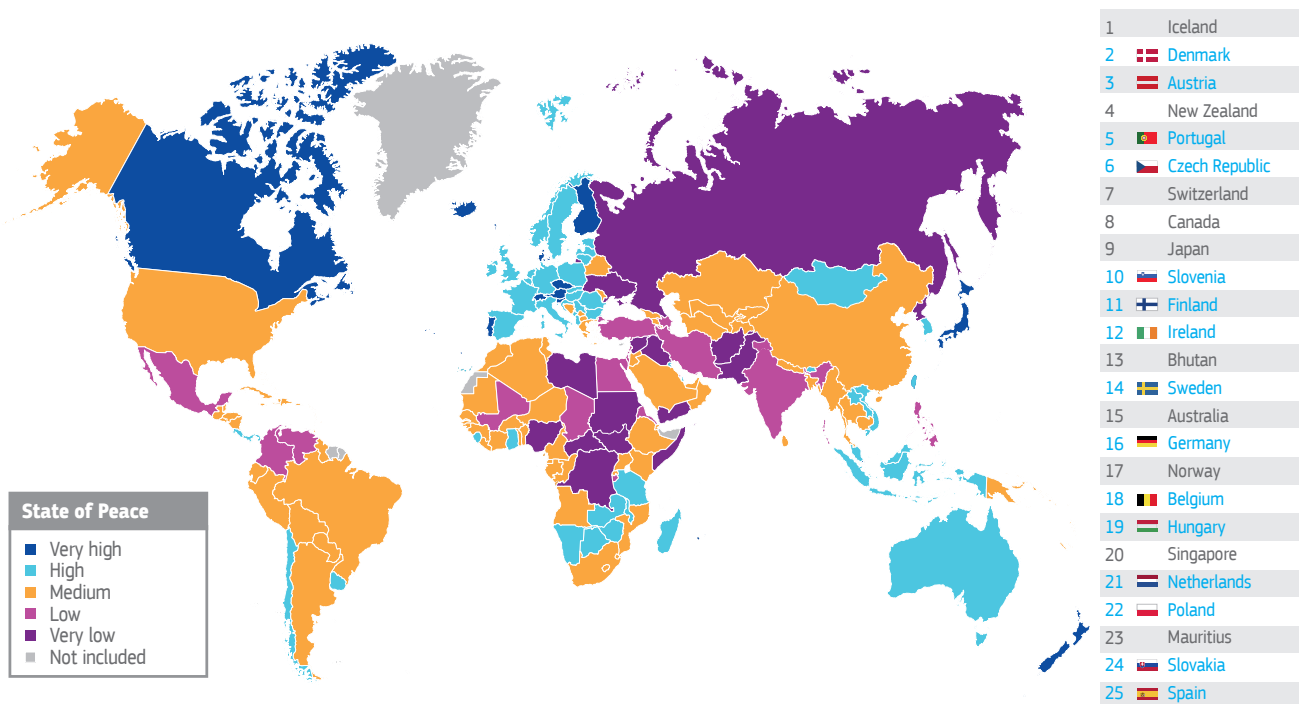 State of Peace
Very high
High
Medium
Low
Very low
Not included
1 Iceland
2 Denmark
3 Austria
4 New Zealand
5 Portugal
6 Czech Republic
7 Switzerland
8 Canada
9 Japan
10 Slovenia
11 Finland
12 Ireland
13 Bhutan
14 Sweden
15 Australia
16 Germany
17 Norway
18 Belgium
19 Hungary
20 Singapore
21 Netherlands
22 Poland
23 Mauritius
24 Slovakia
25 Spain